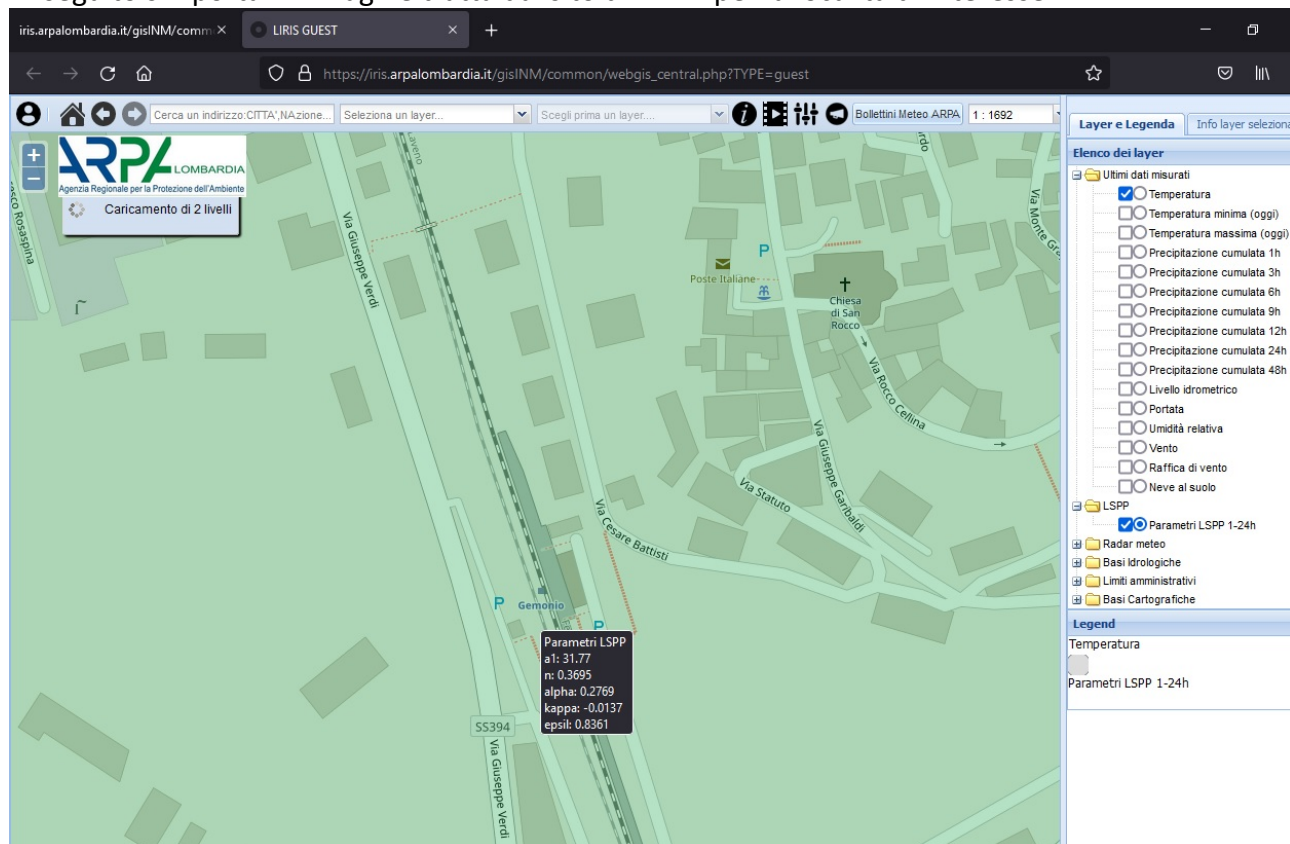 iris.arpalombardia.it/gisINM/comm
LIRIS GUEST
https://iris.arpalombardia.it/gisINM/common/webgis_central.php?TYPE=guest
Cerca un indirizzo:CITTA',NAzione...
Seleziona un layer...
Scegli prima un layer....
Bollettini Meteo ARPA
1 : 1692
Layer e Legenda
Info layer seleziona
Elenco dei layer
Ultimi dati misurati
Temperatura
Temperatura minima (oggi)
Temperatura massima (oggi)
Precipitazione cumulata 1h
Precipitazione cumulata 3h
Precipitazione cumulata 6h
Precipitazione cumulata 9h
Precipitazione cumulata 12h
Precipitazione cumulata 24h
Precipitazione cumulata 48h
Livello idrometrico
Portata
Umidità relativa
Vento
Raffica di vento
Neve al suolo
LSPP
Parametri LSPP 1-24h
Radar meteo
Basi Idrologiche
Limiti amministrativi
Basi Cartografiche
Legend
Temperatura
Parametri LSPP 1-24h
ARPA LOMBARDIA
Agenzia Regionale per la Protezione dell'Ambiente
Caricamento di 2 livelli
Laveno
Rosaspina
Via Giuseppe Verdi
P
Poste Italiane
Chiesa
di San
Rocco
Via Monte Gra
Via Rocco Cellina
Via Giuseppe Garibaldi
Via Statuto
Via Cesare Battisti
P
Gemonio
P
Parametri LSPP
a1: 31.77
n: 0.3695
alpha: 0.2769
kappa: -0.0137
epsil: 0.8361
SS394
Via Giuseppe Verdi